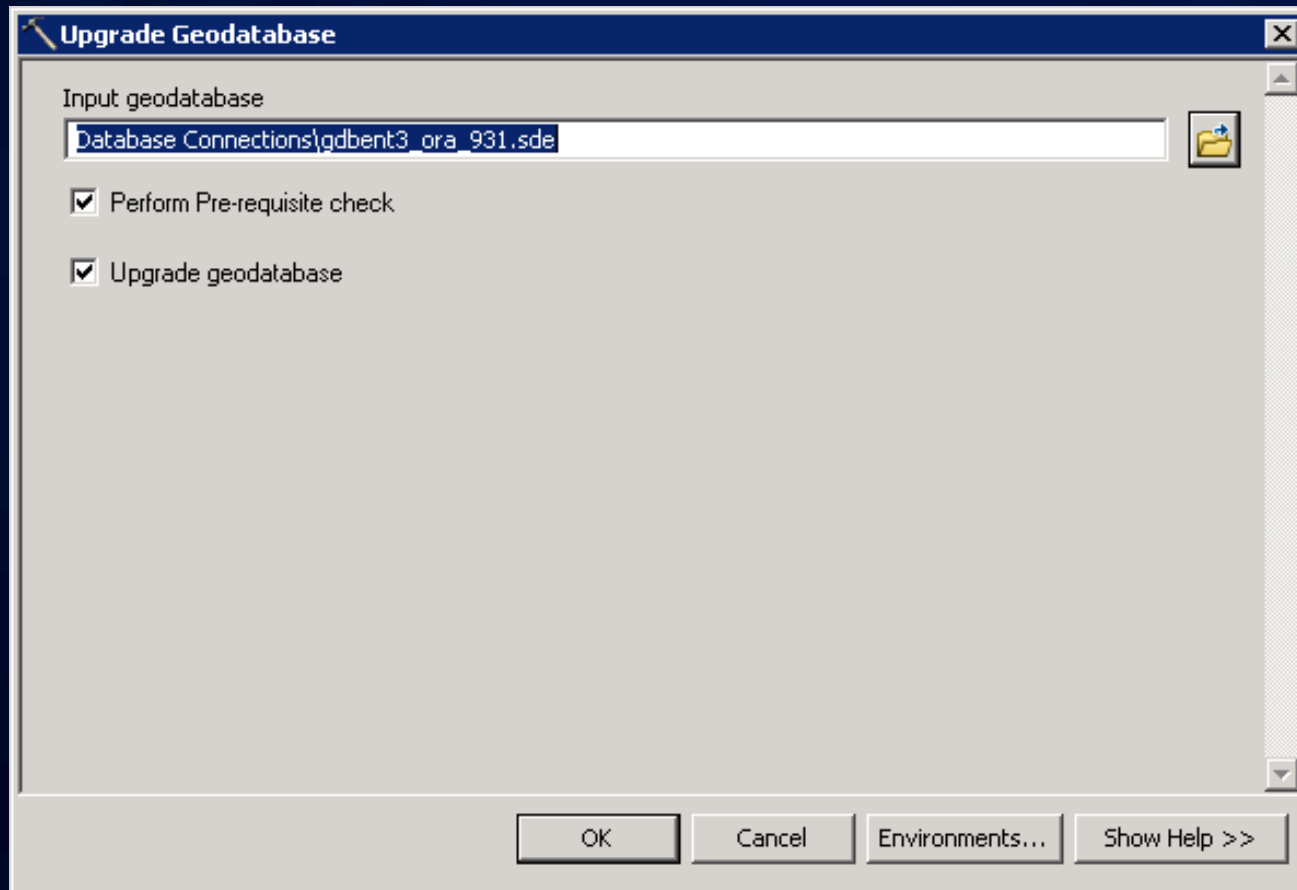 Upgrade Geodatabase
Input geodatabase
Database Connections\gdbent3_ora_931.sde
Perform Pre-requisite check
Upgrade geodatabase
OK
Cancel
Environments...
Show Help >>